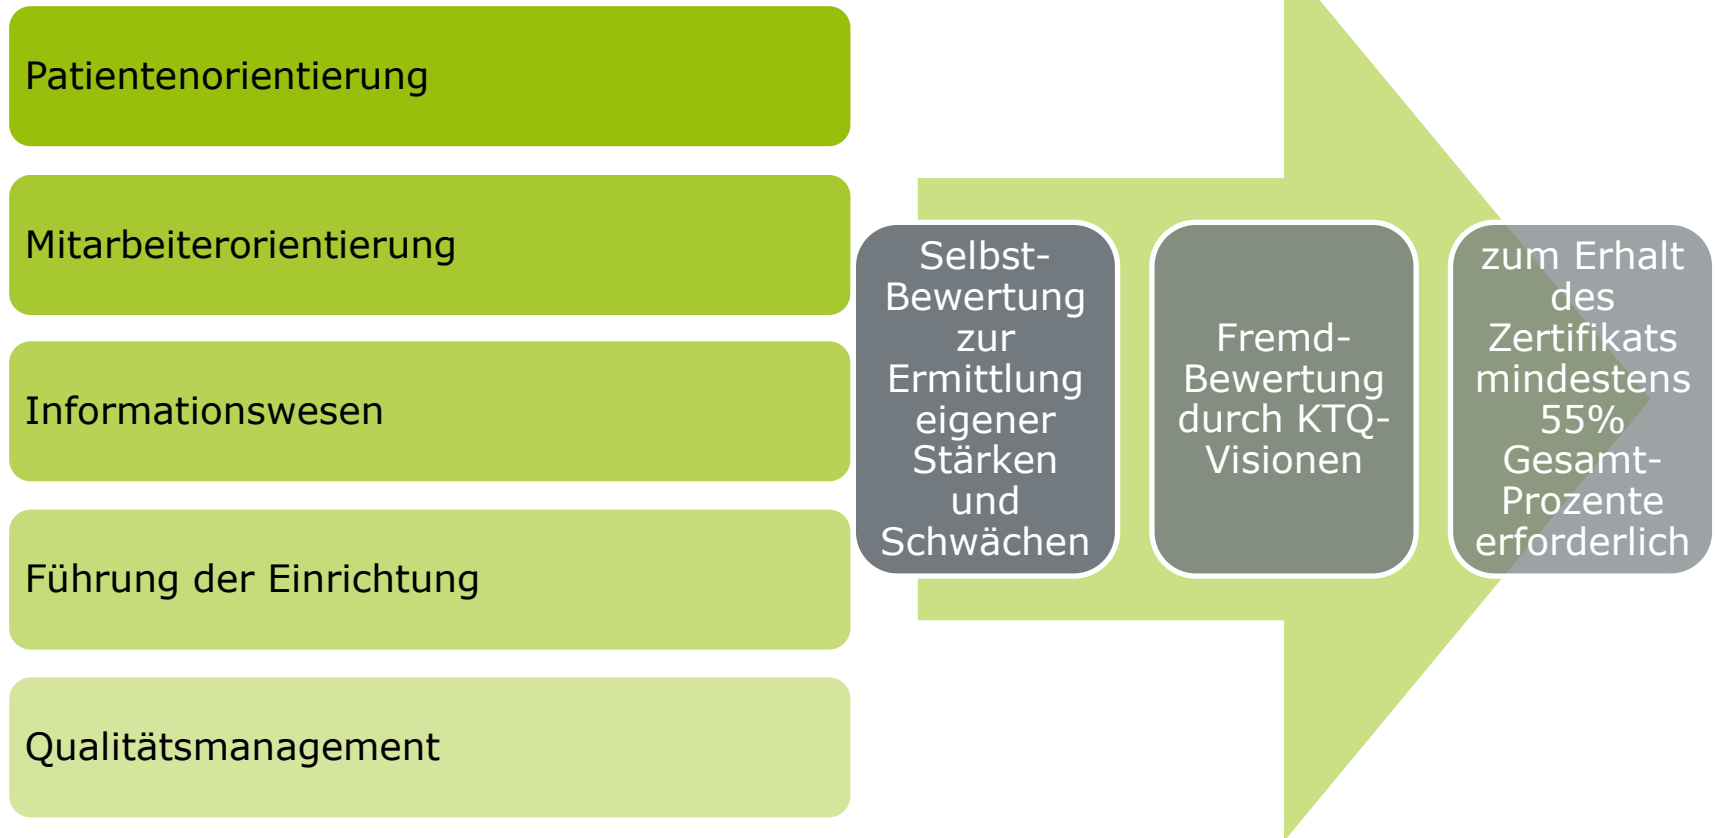 Patientenorientierung
Mitarbeiterorientierung
Informationswesen
Führung der Einrichtung
Qualitätsmanagement
Selbst-
Bewertung
zur
Ermittlung
eigener
Stärken
und
Schwächen
Fremd-
Bewertung
durch KTQ-
Visionen
zum Erhalt
des
Zertifikats
mindestens
55%
Gesamt-
Prozente
erforderlich